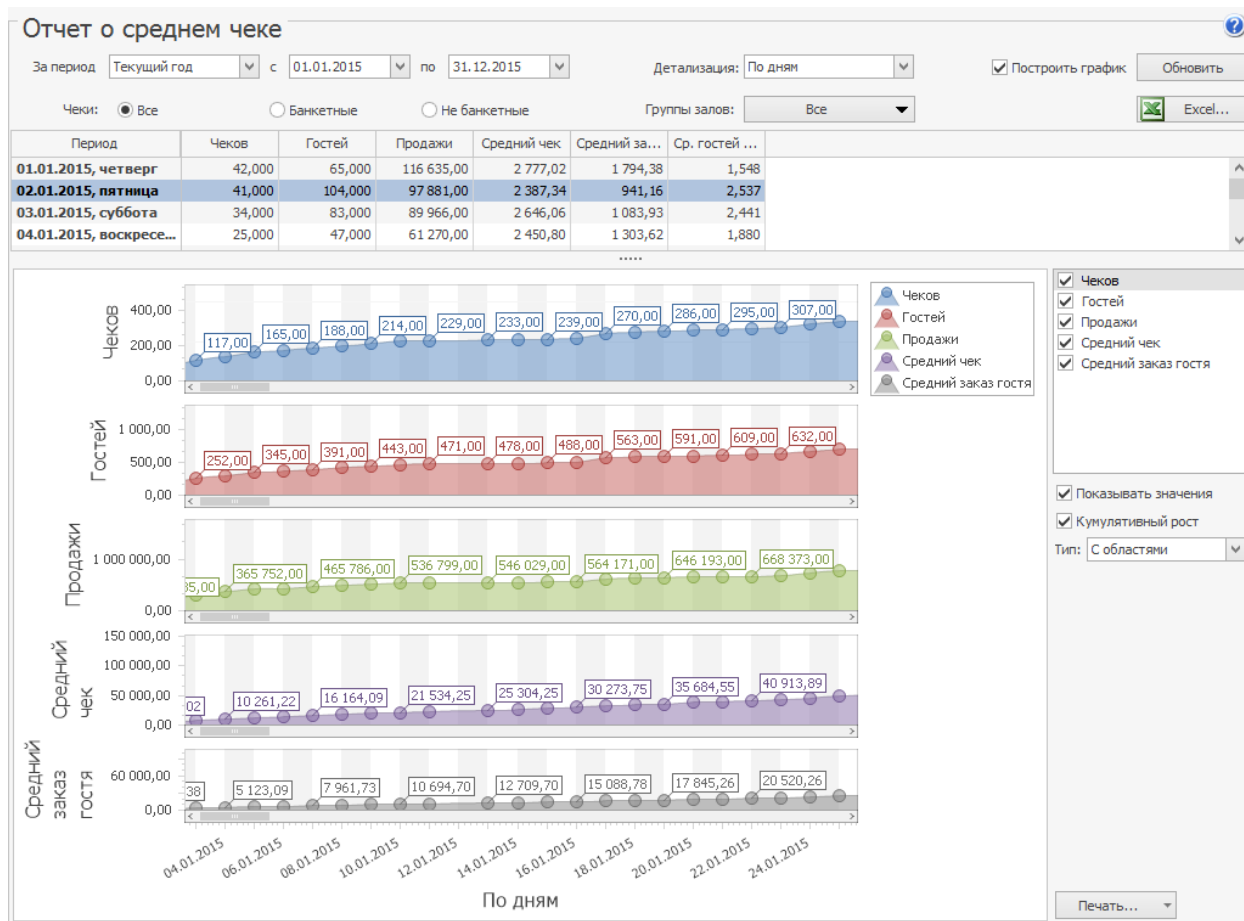 Отчет о среднем чеке
За период Текущий год с 01.01.2015 по 31.12.2015 Детализация: По дням Построить график Обновить
Чеки: Все Банкетные Не банкетные Группы залов: Все Excel...
Период Чеков Гостей Продажи Средний чек Средний за... Ср. гостей ...
01.01.2015, четверг 42,000 65,000 116 635,00 2 777,02 1 794,38 1,548
02.01.2015, пятница 41,000 104,000 97 881,00 2 387,34 941,16 2,537
03.01.2015, суббота 34,000 83,000 89 966,00 2 646,06 1 083,93 2,441
04.01.2015, воскресе... 25,000 47,000 61 270,00 2 450,80 1 303,62 1,880
Чеков
400,00
200,00
0,00
117,00 165,00 188,00 214,00 229,00 233,00 239,00 270,00 286,00 295,00 307,00
Гостей
1 000,00
500,00
0,00
252,00 345,00 391,00 443,00 471,00 478,00 488,00 563,00 591,00 609,00 632,00
Продажи
1 000 000,00
0,00
35,00 365 752,00 465 786,00 536 799,00 546 029,00 564 171,00 646 193,00 668 373,00
Средний
чек
150 000,00
100 000,00
50 000,00
0,00
02 10 261,22 16 164,09 21 534,25 25 304,25 30 273,75 35 684,55 40 913,89
Средний
заказ
гостя
60 000,00
0,00
38 5 123,09 7 961,73 10 694,70 12 709,70 15 088,78 17 845,26 20 520,26
04.01.2015 06.01.2015 08.01.2015 10.01.2015 12.01.2015 14.01.2015 16.01.2015 18.01.2015 20.01.2015 22.01.2015 24.01.2015
По дням
Чеков
Гостей
Продажи
Средний чек
Средний заказ гостя
Чеков
Гостей
Продажи
Средний чек
Средний заказ гостя
Показывать значения
Кумулятивный рост
Тип: С областями
Печать...